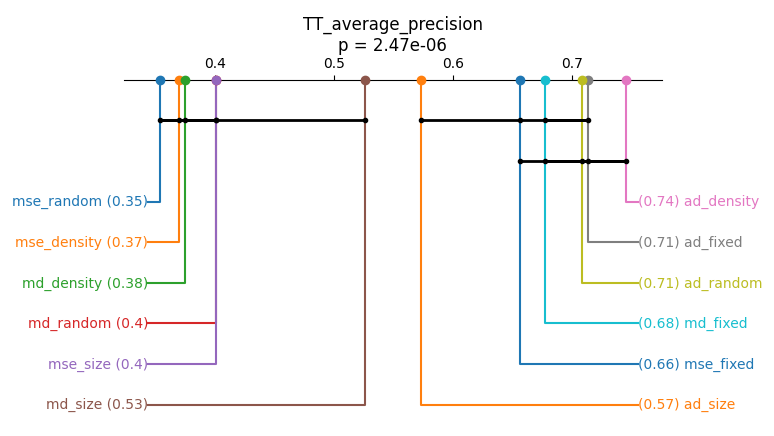 TT_average_precision
p = 2.47e-06
0.4 0.5 0.6 0.7
mse_random (0.35) (0.74) ad_density
mse_density (0.37) (0.71) ad_fixed
md_density (0.38) (0.71) ad_random
md_random (0.4) (0.68) md_fixed
mse_size (0.4) (0.66) mse_fixed
md_size (0.53) (0.57) ad_size